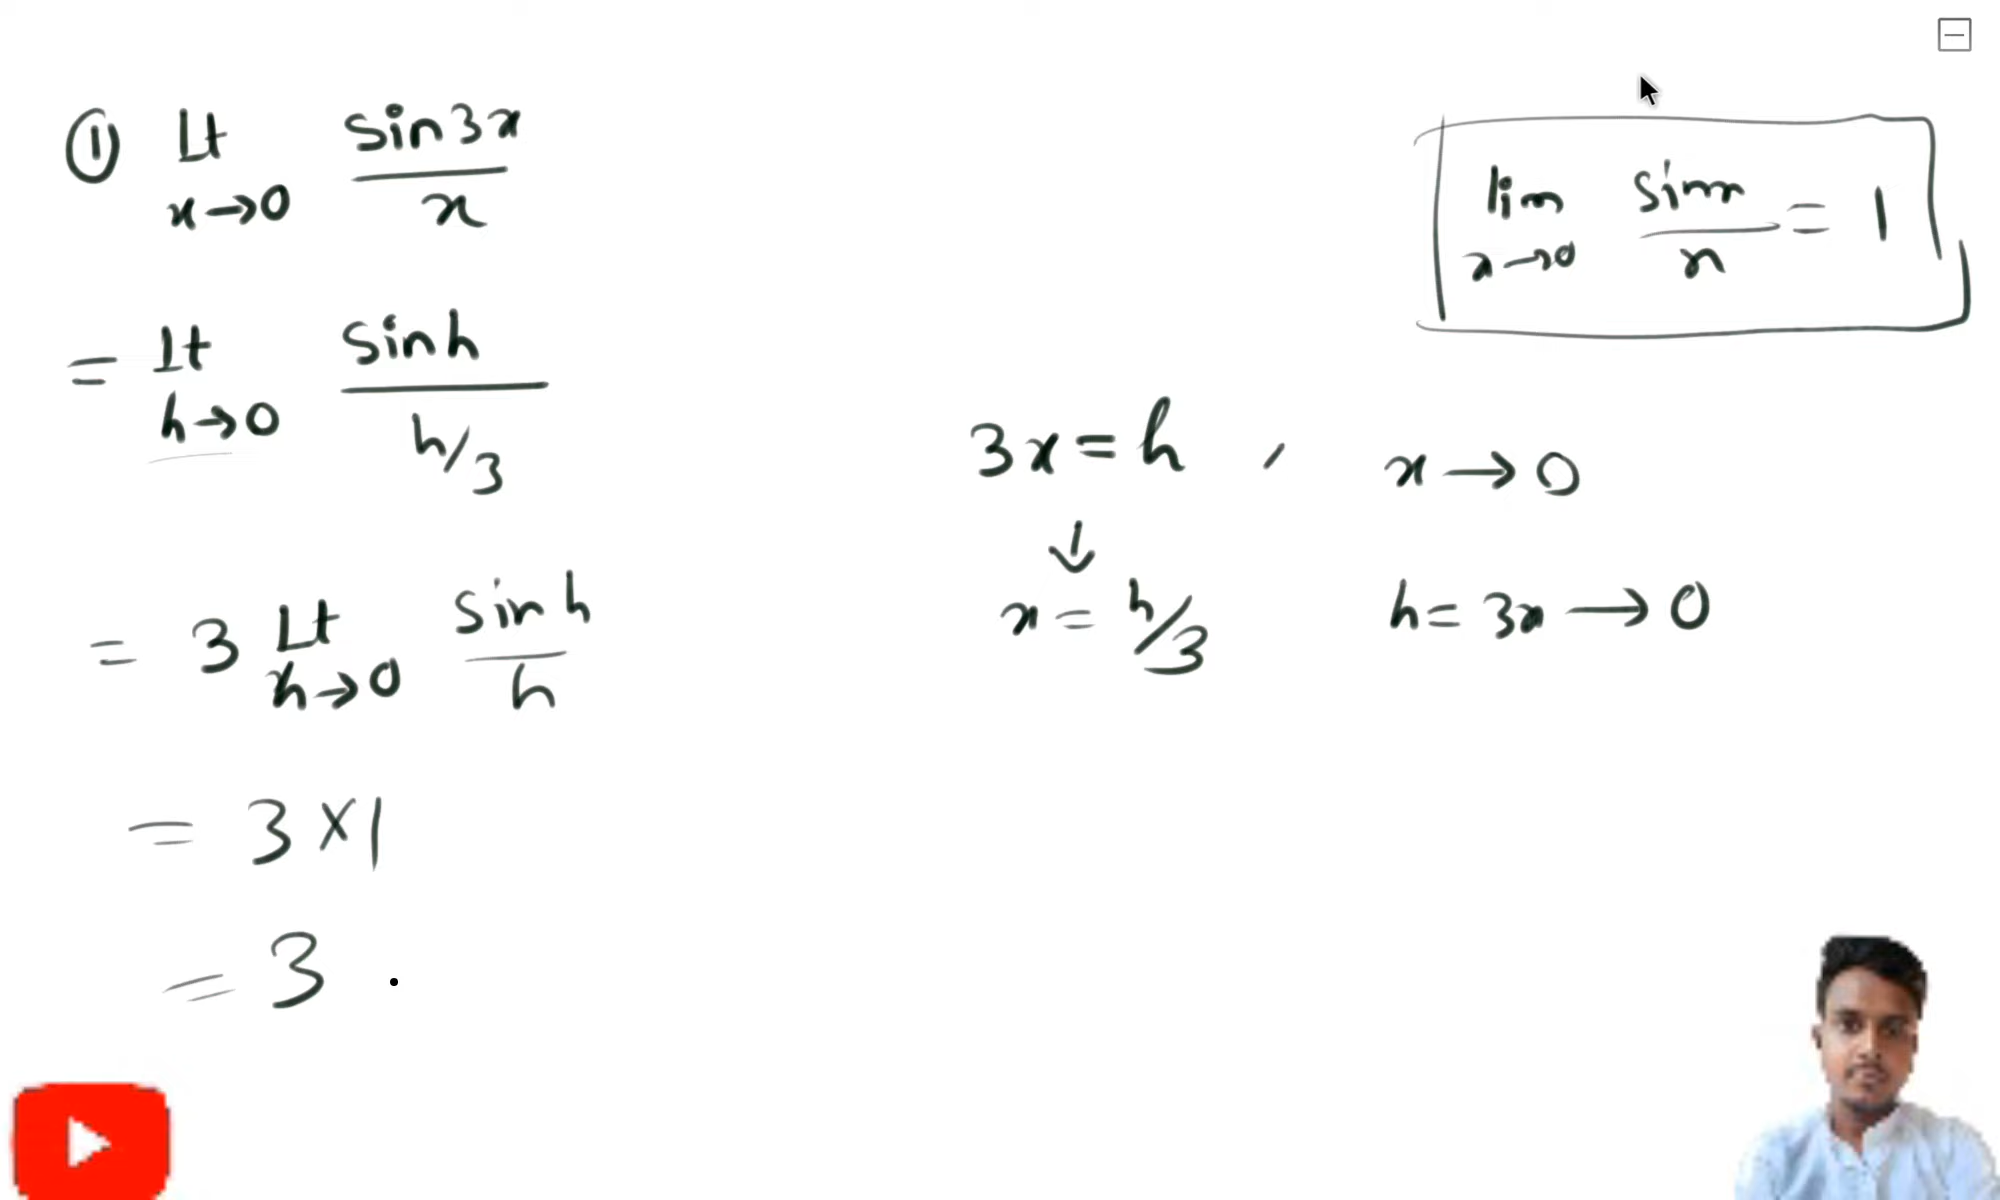 ① Lt x→0 sin3x/x
lim x→0 sinx/x = 1
= Lt h→0 sinh/h/3
3x = h , x → 0
↓
x = h/3 h = 3x → 0
= 3 Lt h→0 sinh/h
= 3 × 1
= 3 .